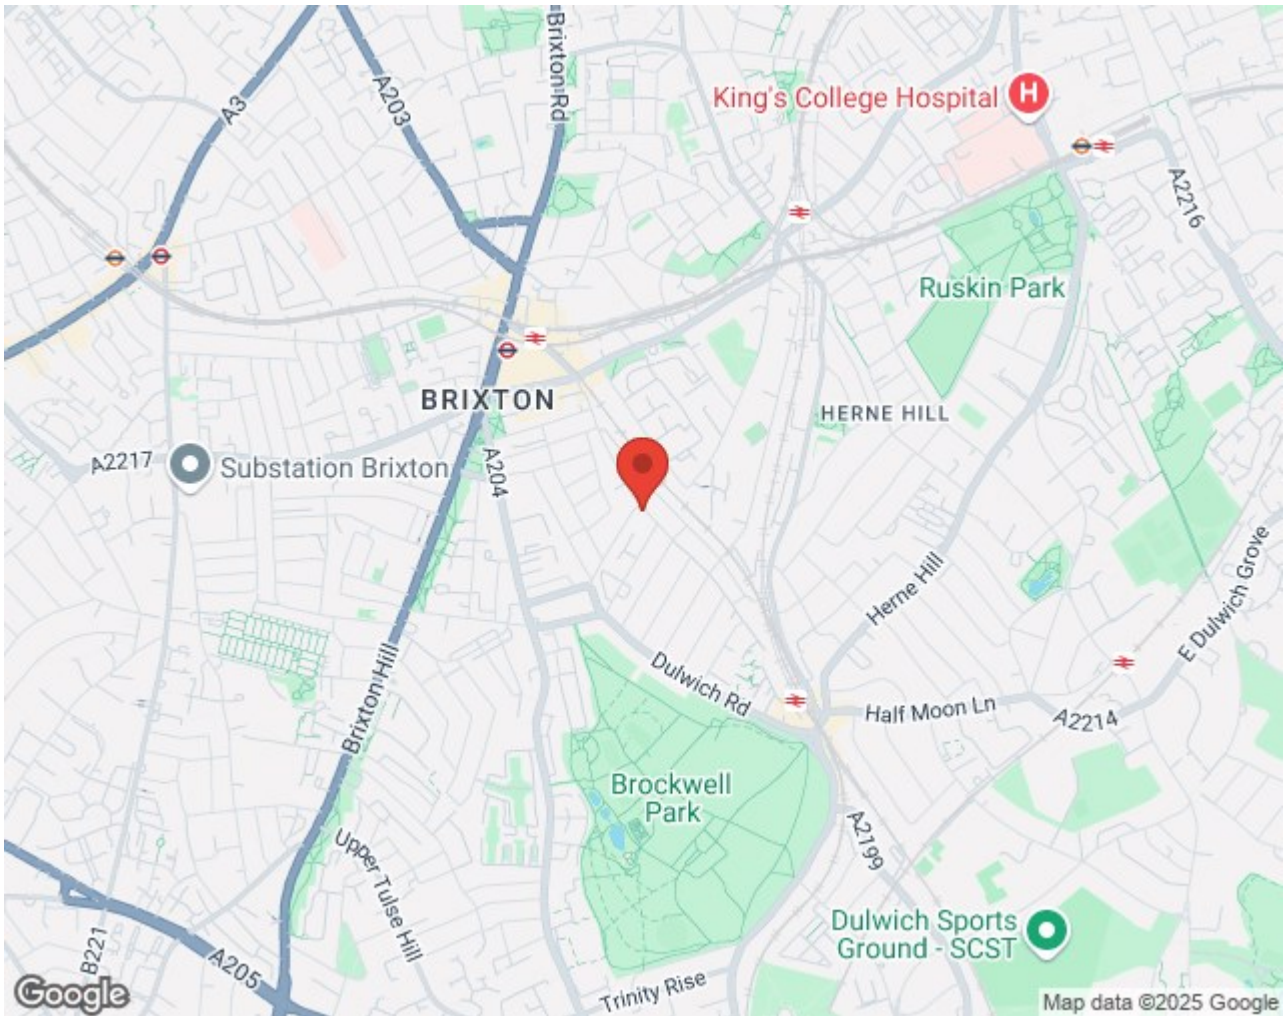 Brixton Rd
A3
A203
King's College Hospital
H
A2216
Ruskin Park
BRIXTON
HERNE HILL
A2217
Substation Brixton
A204
Herne Hill
E Dulwich Grove
Brixton Hill
Dulwich Rd
Half Moon Ln
A2214
Brockwell
Park
A2199
Upper Tulse Hill
Dulwich Sports
Ground - SCST
B221
A205
Trinity Rise
Google
Map data ©2025 Google